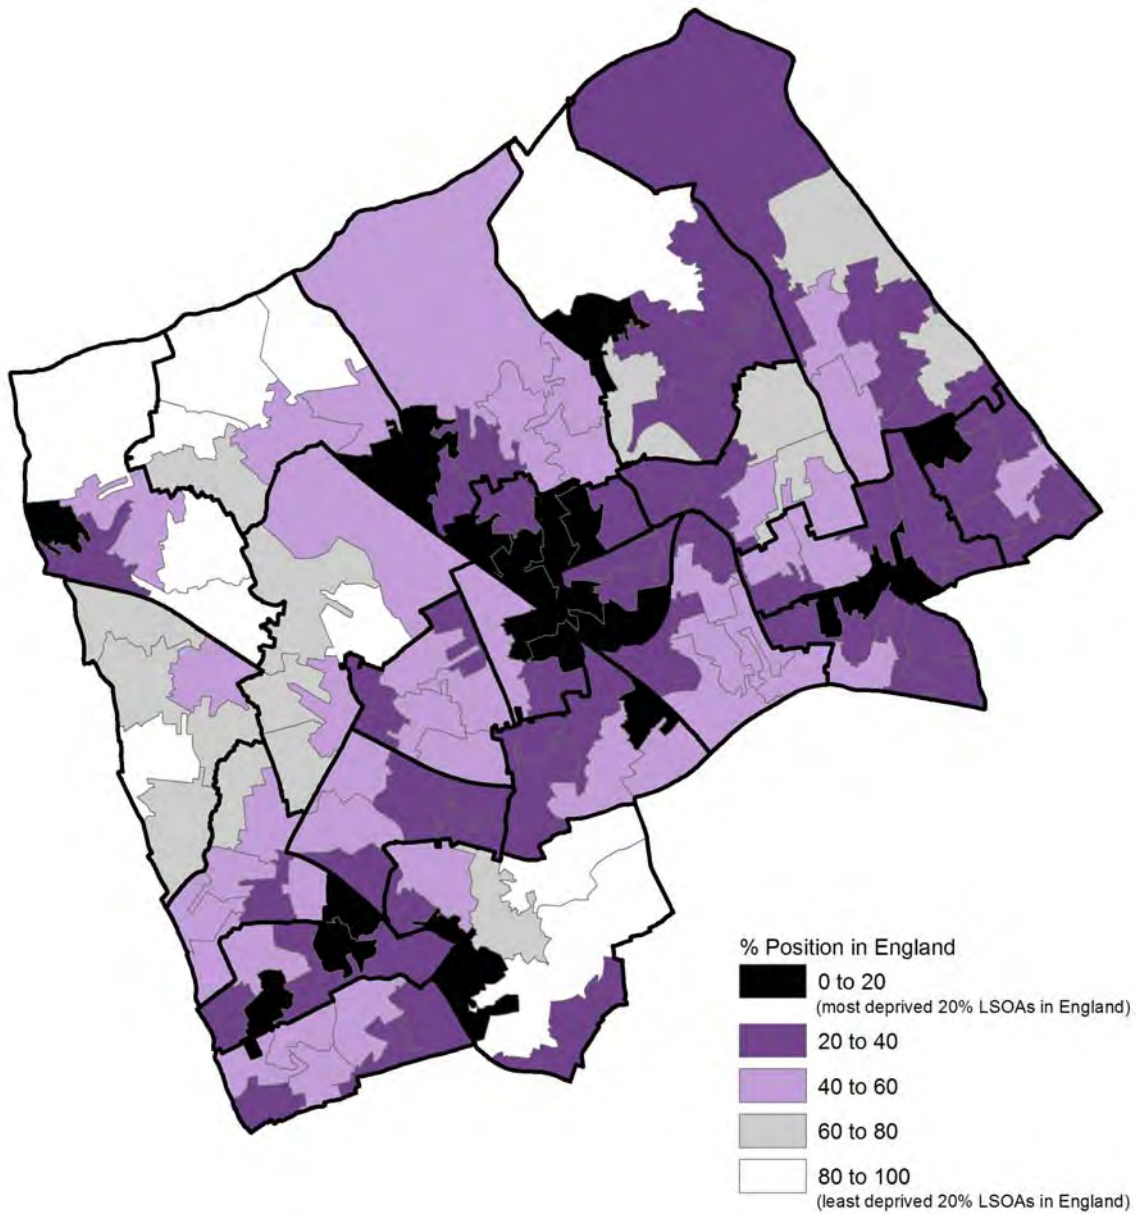 % Position in England
0 to 20
(most deprived 20% LSOAs in England)
20 to 40
40 to 60
60 to 80
80 to 100
(least deprived 20% LSOAs in England)